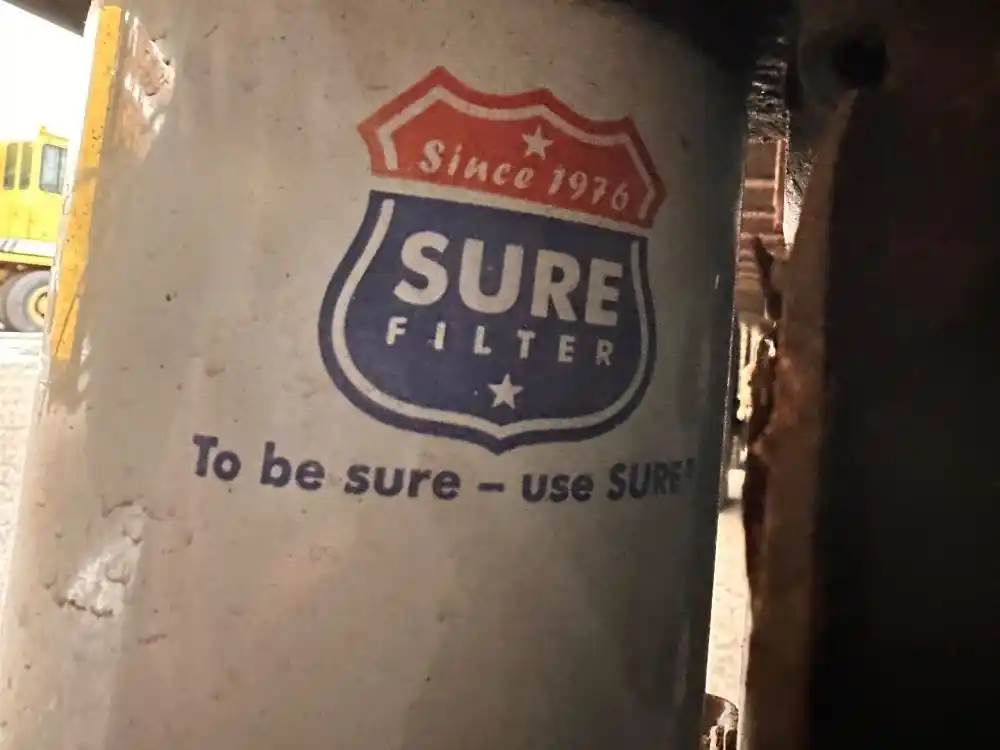 Since 1976
SURE
FILTER
To be sure – use SURE